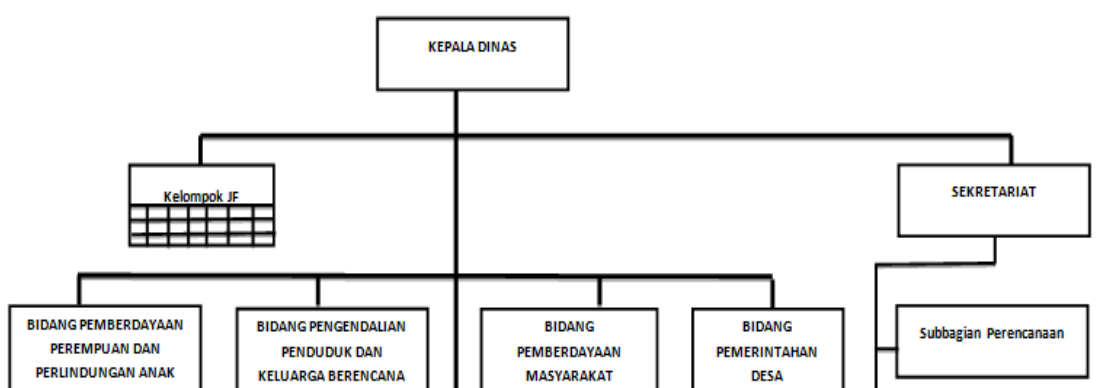 KEPALA DINAS
Kelompok JF
SEKRETARIAT
BIDANG PEMBERDAYAAN
PEREMPUAN DAN
PERLINDUNGAN ANAK
BIDANG PENGENDALIAN
PENDUDUK DAN
KELUARGA BERENCANA
BIDANG
PEMBERDAYAAN
MASYARAKAT
BIDANG
PEMERINTAHAN
DESA
Subbagian Perencanaan